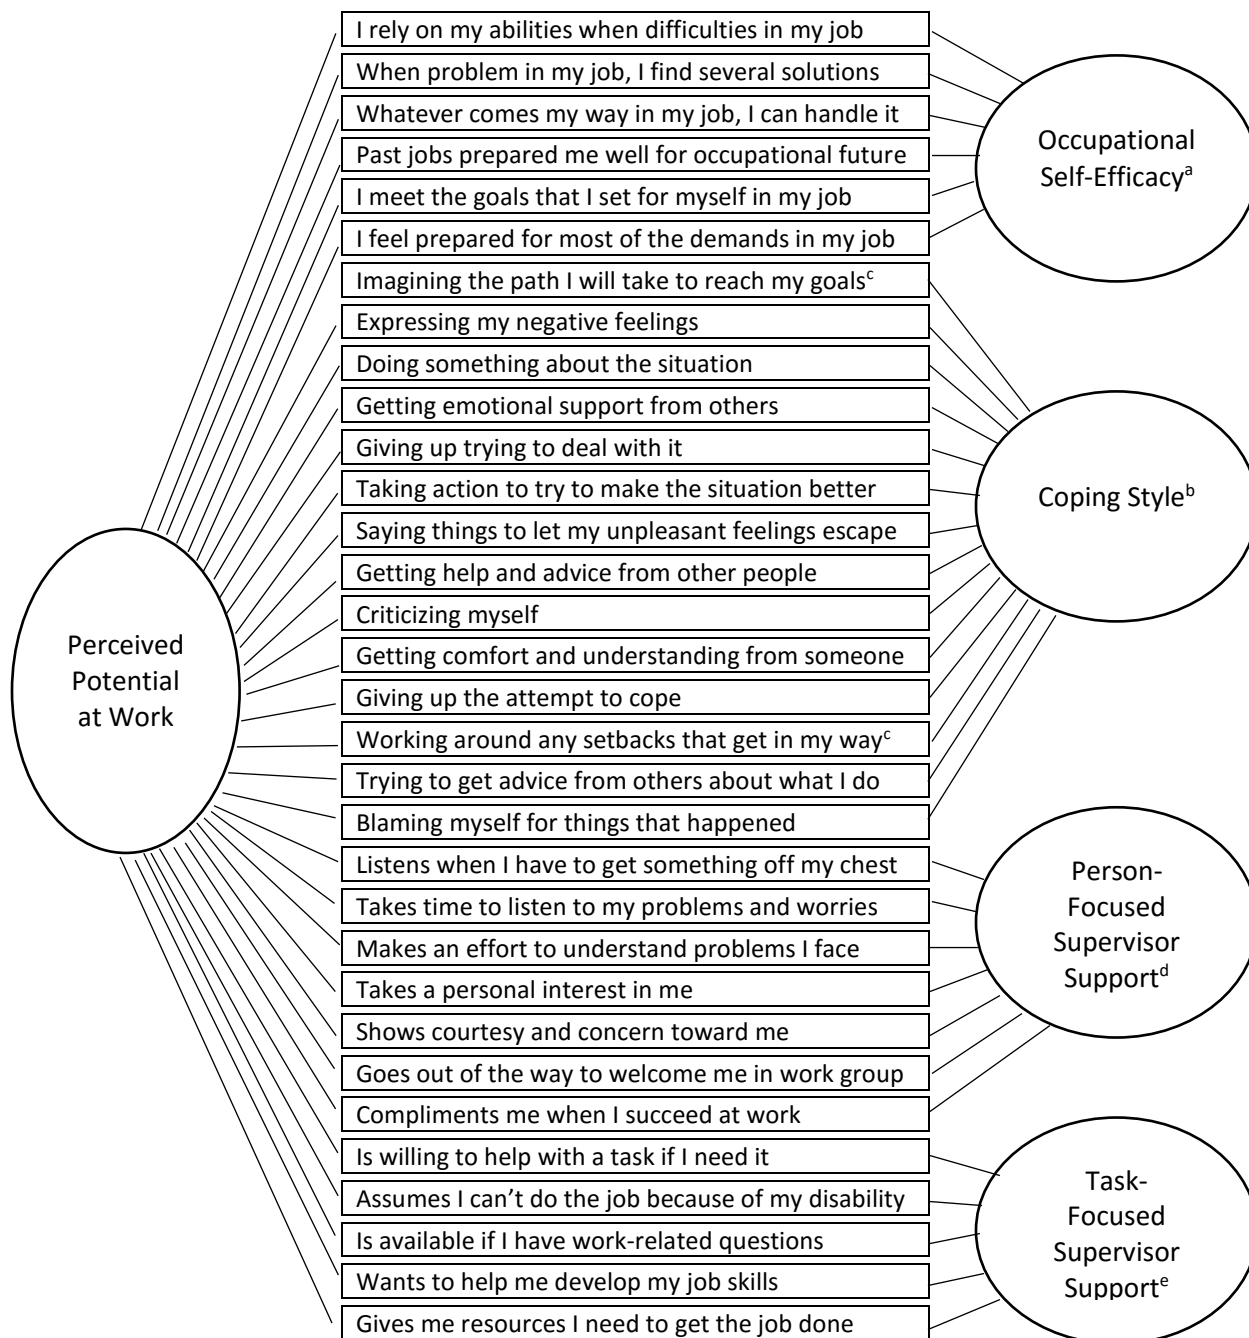 I rely on my abilities when difficulties in my job
When problem in my job, I find several solutions
Whatever comes my way in my job, I can handle it
Past jobs prepared me well for occupational future
I meet the goals that I set for myself in my job
I feel prepared for most of the demands in my job
Imagining the path I will take to reach my goalsᶜ
Expressing my negative feelings
Doing something about the situation
Getting emotional support from others
Giving up trying to deal with it
Taking action to try to make the situation better
Saying things to let my unpleasant feelings escape
Getting help and advice from other people
Criticizing myself
Getting comfort and understanding from someone
Giving up the attempt to cope
Working around any setbacks that get in my wayᶜ
Trying to get advice from others about what I do
Blaming myself for things that happened
Listens when I have to get something off my chest
Takes time to listen to my problems and worries
Makes an effort to understand problems I face
Takes a personal interest in me
Shows courtesy and concern toward me
Goes out of the way to welcome me in work group
Compliments me when I succeed at work
Is willing to help with a task if I need it
Assumes I can’t do the job because of my disability
Is available if I have work-related questions
Wants to help me develop my job skills
Gives me resources I need to get the job done
Perceived
Potential
at Work
Occupational
Self-Efficacyᵃ
Coping Styleᵇ
Person-
Focused
Supervisor
Supportᵈ
Task-
Focused
Supervisor
Supportᵉ